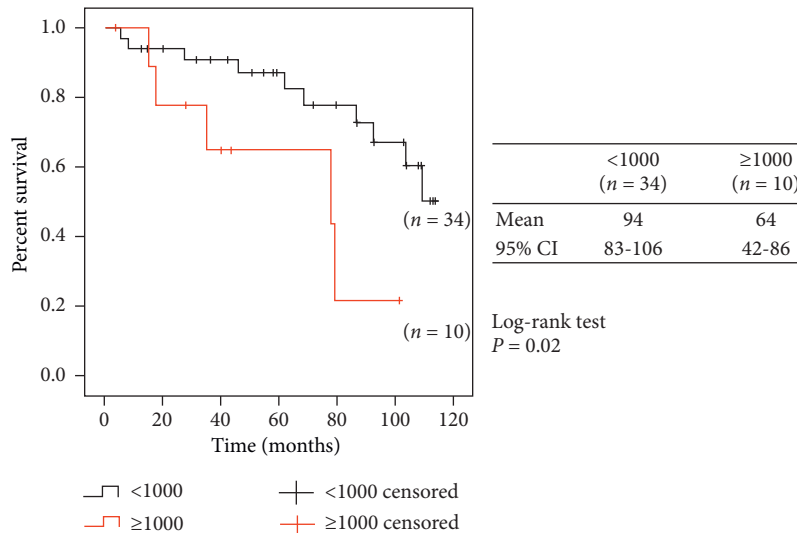 Percent survival
1.0
0.8
0.6
0.4
0.2
0.0
(n = 34)
(n = 10)
0 20 40 60 80 100 120
Time (months)
<1000 <1000 censored
≥1000 ≥1000 censored
<1000 ≥1000
(n = 34) (n = 10)
Mean 94 64
95% CI 83-106 42-86
Log-rank test
P = 0.02